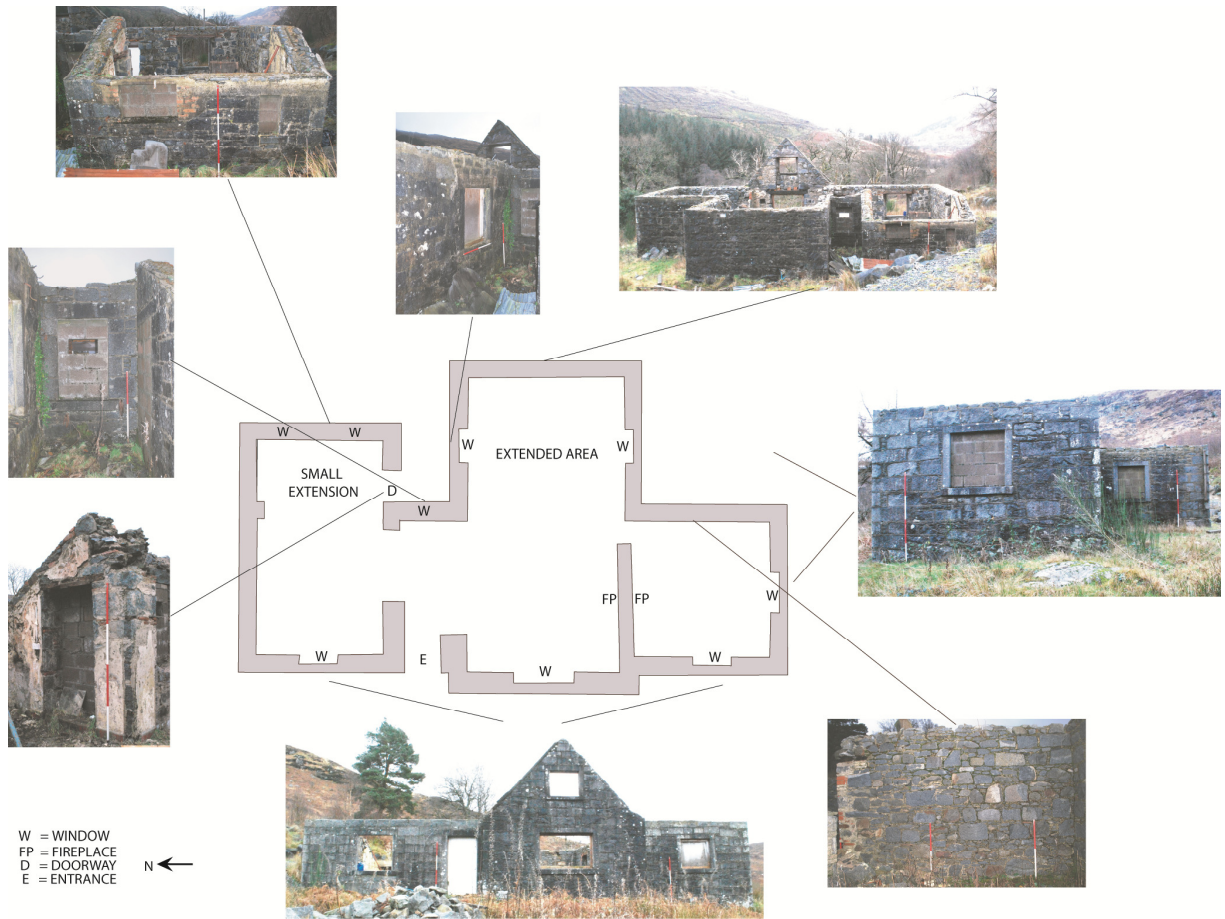 W
W
SMALL
EXTENSION
D
W
W
EXTENDED AREA
W
FP
FP
W
W
E
W
W
W = WINDOW
FP = FIREPLACE
D = DOORWAY
E = ENTRANCE
N